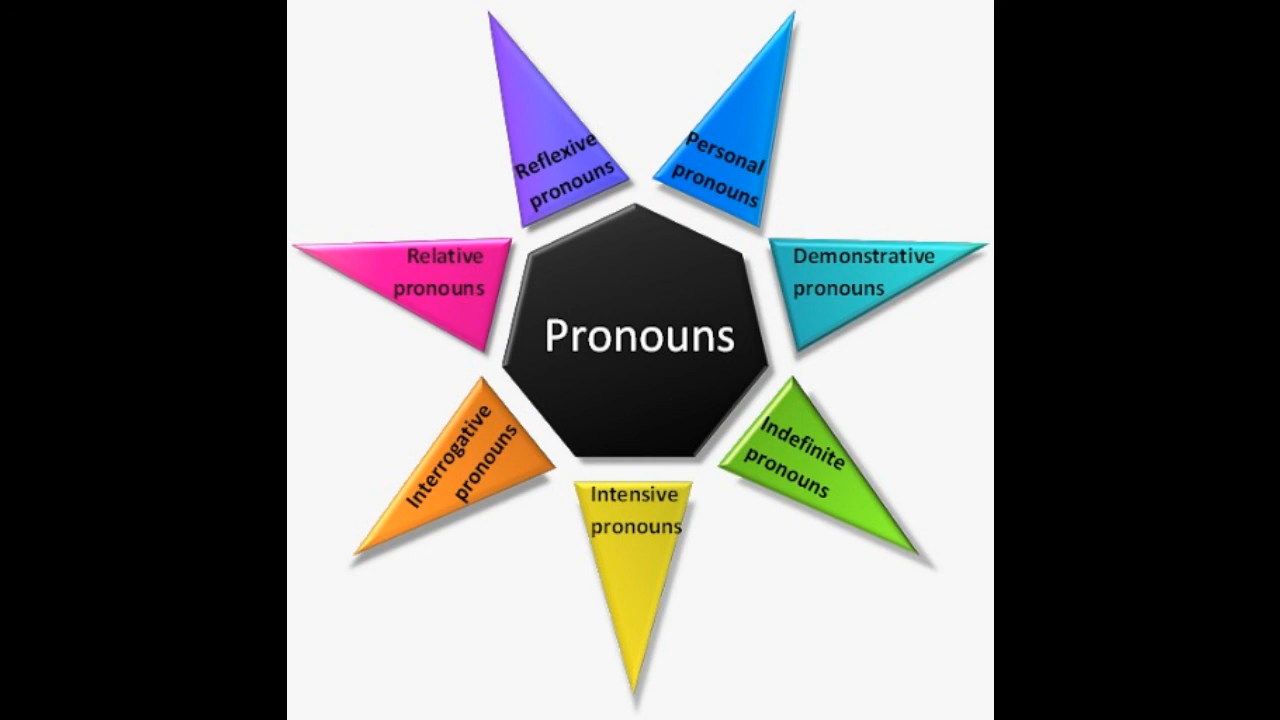 Reflexive
pronouns
Personal
pronouns
Relative
pronouns
Demonstrative
pronouns
Pronouns
Interrogative
pronouns
Indefinite
pronouns
Intensive
pronouns